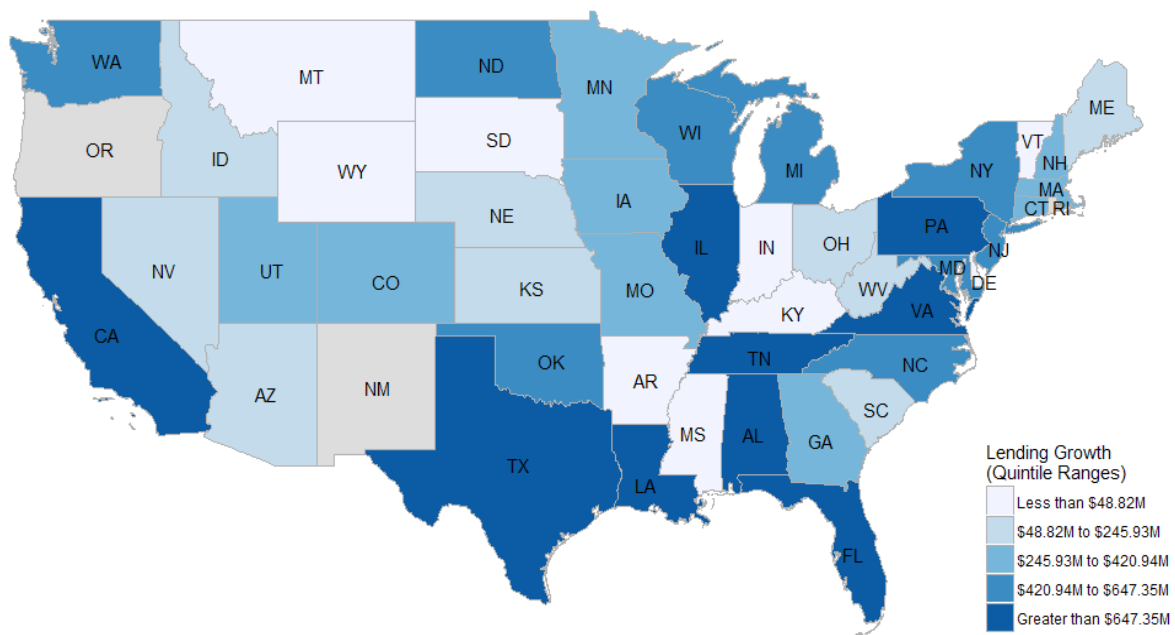 WA
MT
ND
MN
ME
OR
ID
SD
WI
VT
NH
WY
MI
NY
MA
CT RI
NE
IA
PA
NV
UT
CO
IL
IN
OH
NJ
MD
DE
KS
MO
WV
VA
CA
KY
TN
NC
OK
AZ
NM
AR
SC
MS
AL
GA
TX
LA
FL
Lending Growth
(Quintile Ranges)
Less than $48.82M
$48.82M to $245.93M
$245.93M to $420.94M
$420.94M to $647.35M
Greater than $647.35M